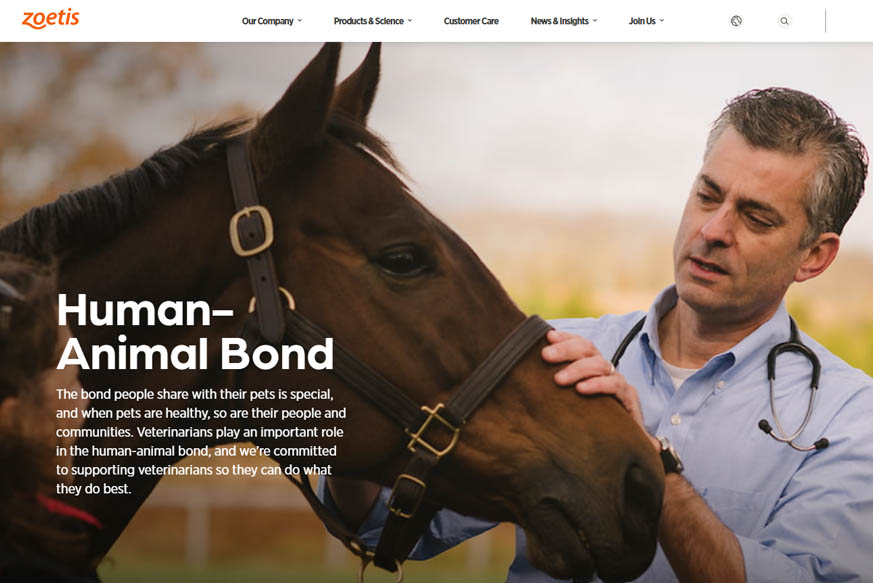 zoetis
Our Company
Products & Science
Customer Care
News & Insights
Join Us
Human–
Animal Bond
The bond people share with their pets is special,
and when pets are healthy, so are their people and
communities. Veterinarians play an important role
in the human-animal bond, and we're committed
to supporting veterinarians so they can do what
they do best.